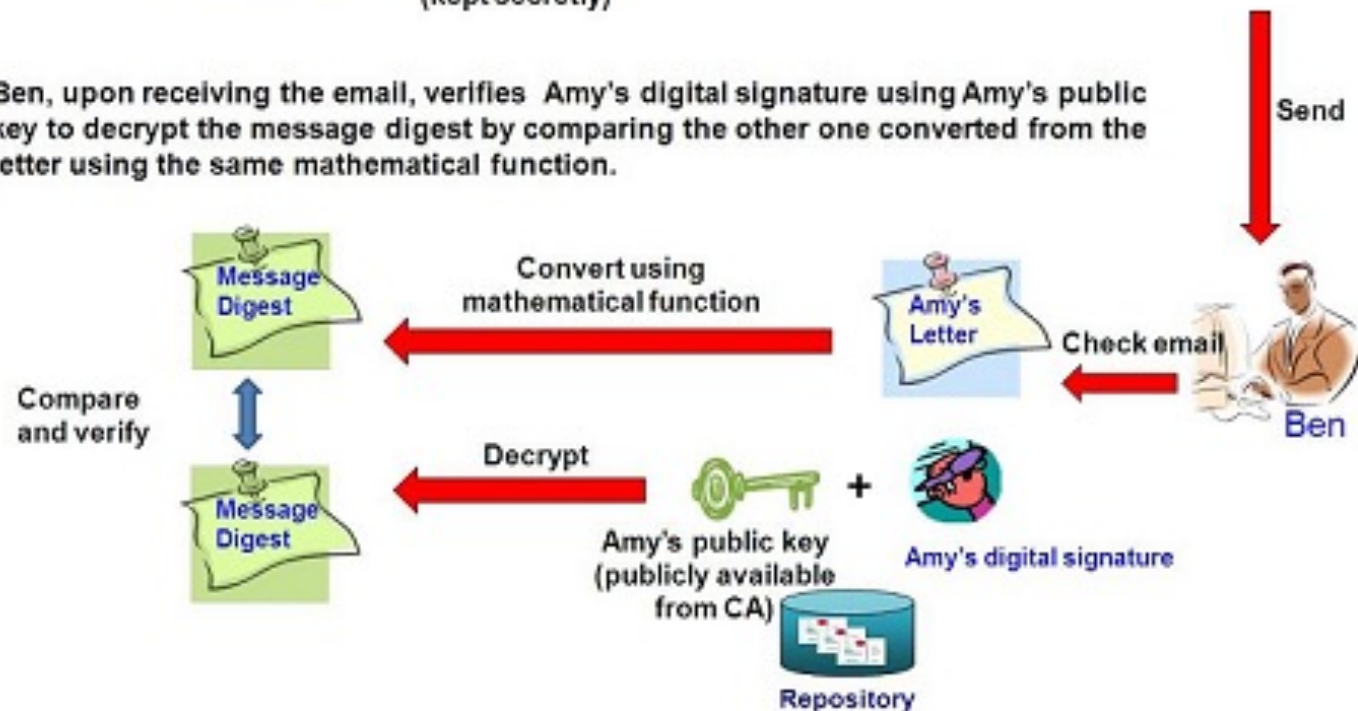 (kept secretly)
Ben, upon receiving the email, verifies Amy's digital signature using Amy's public
key to decrypt the message digest by comparing the other one converted from the
letter using the same mathematical function.
Send
Message
Digest
Convert using
mathematical function
Amy's
Letter
Check email
Ben
Compare
and verify
Message
Digest
Decrypt
+
Amy's public key
(publicly available
from CA)
Amy's digital signature
Repository